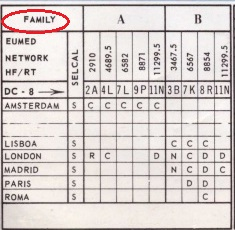 FAMILY A B
EUMED NETWORK HF/RT SELCAL 2910 4689.5 6582 8871 11299.5 3467.5 6567 8854 11299.5
DC - 8 → 2A 4L 7L 9P 11N 3B 7K 8R 11N
AMSTERDAM S C C C C
LISBOA S C C C
LONDON S R C D N C D D
MADRID S N C D C
PARIS S D D
ROMA S C